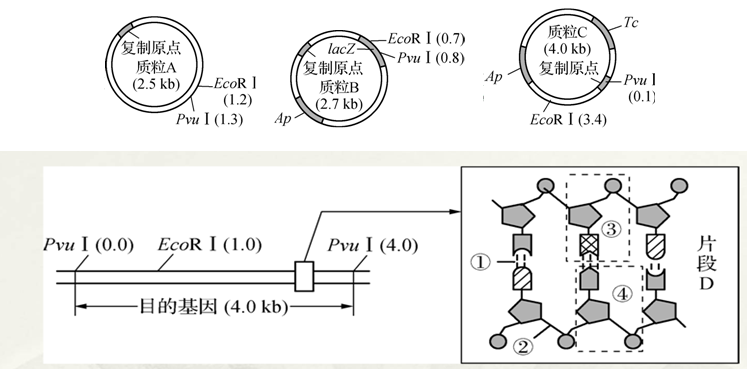 复制原点
质粒A
(2.5 kb)
EcoR Ⅰ
(1.2)
Pvu Ⅰ (1.3)
lacZ
EcoR Ⅰ (0.7)
Pvu Ⅰ (0.8)
复制原点
质粒B
(2.7 kb)
Ap
Tc
质粒C
(4.0 kb)
复制原点
Ap
Pvu Ⅰ
(0.1)
EcoR Ⅰ (3.4)
Pvu Ⅰ (0.0) EcoR Ⅰ (1.0) Pvu Ⅰ (4.0)
目的基因 (4.0 kb)
①
②
③
④
片段D